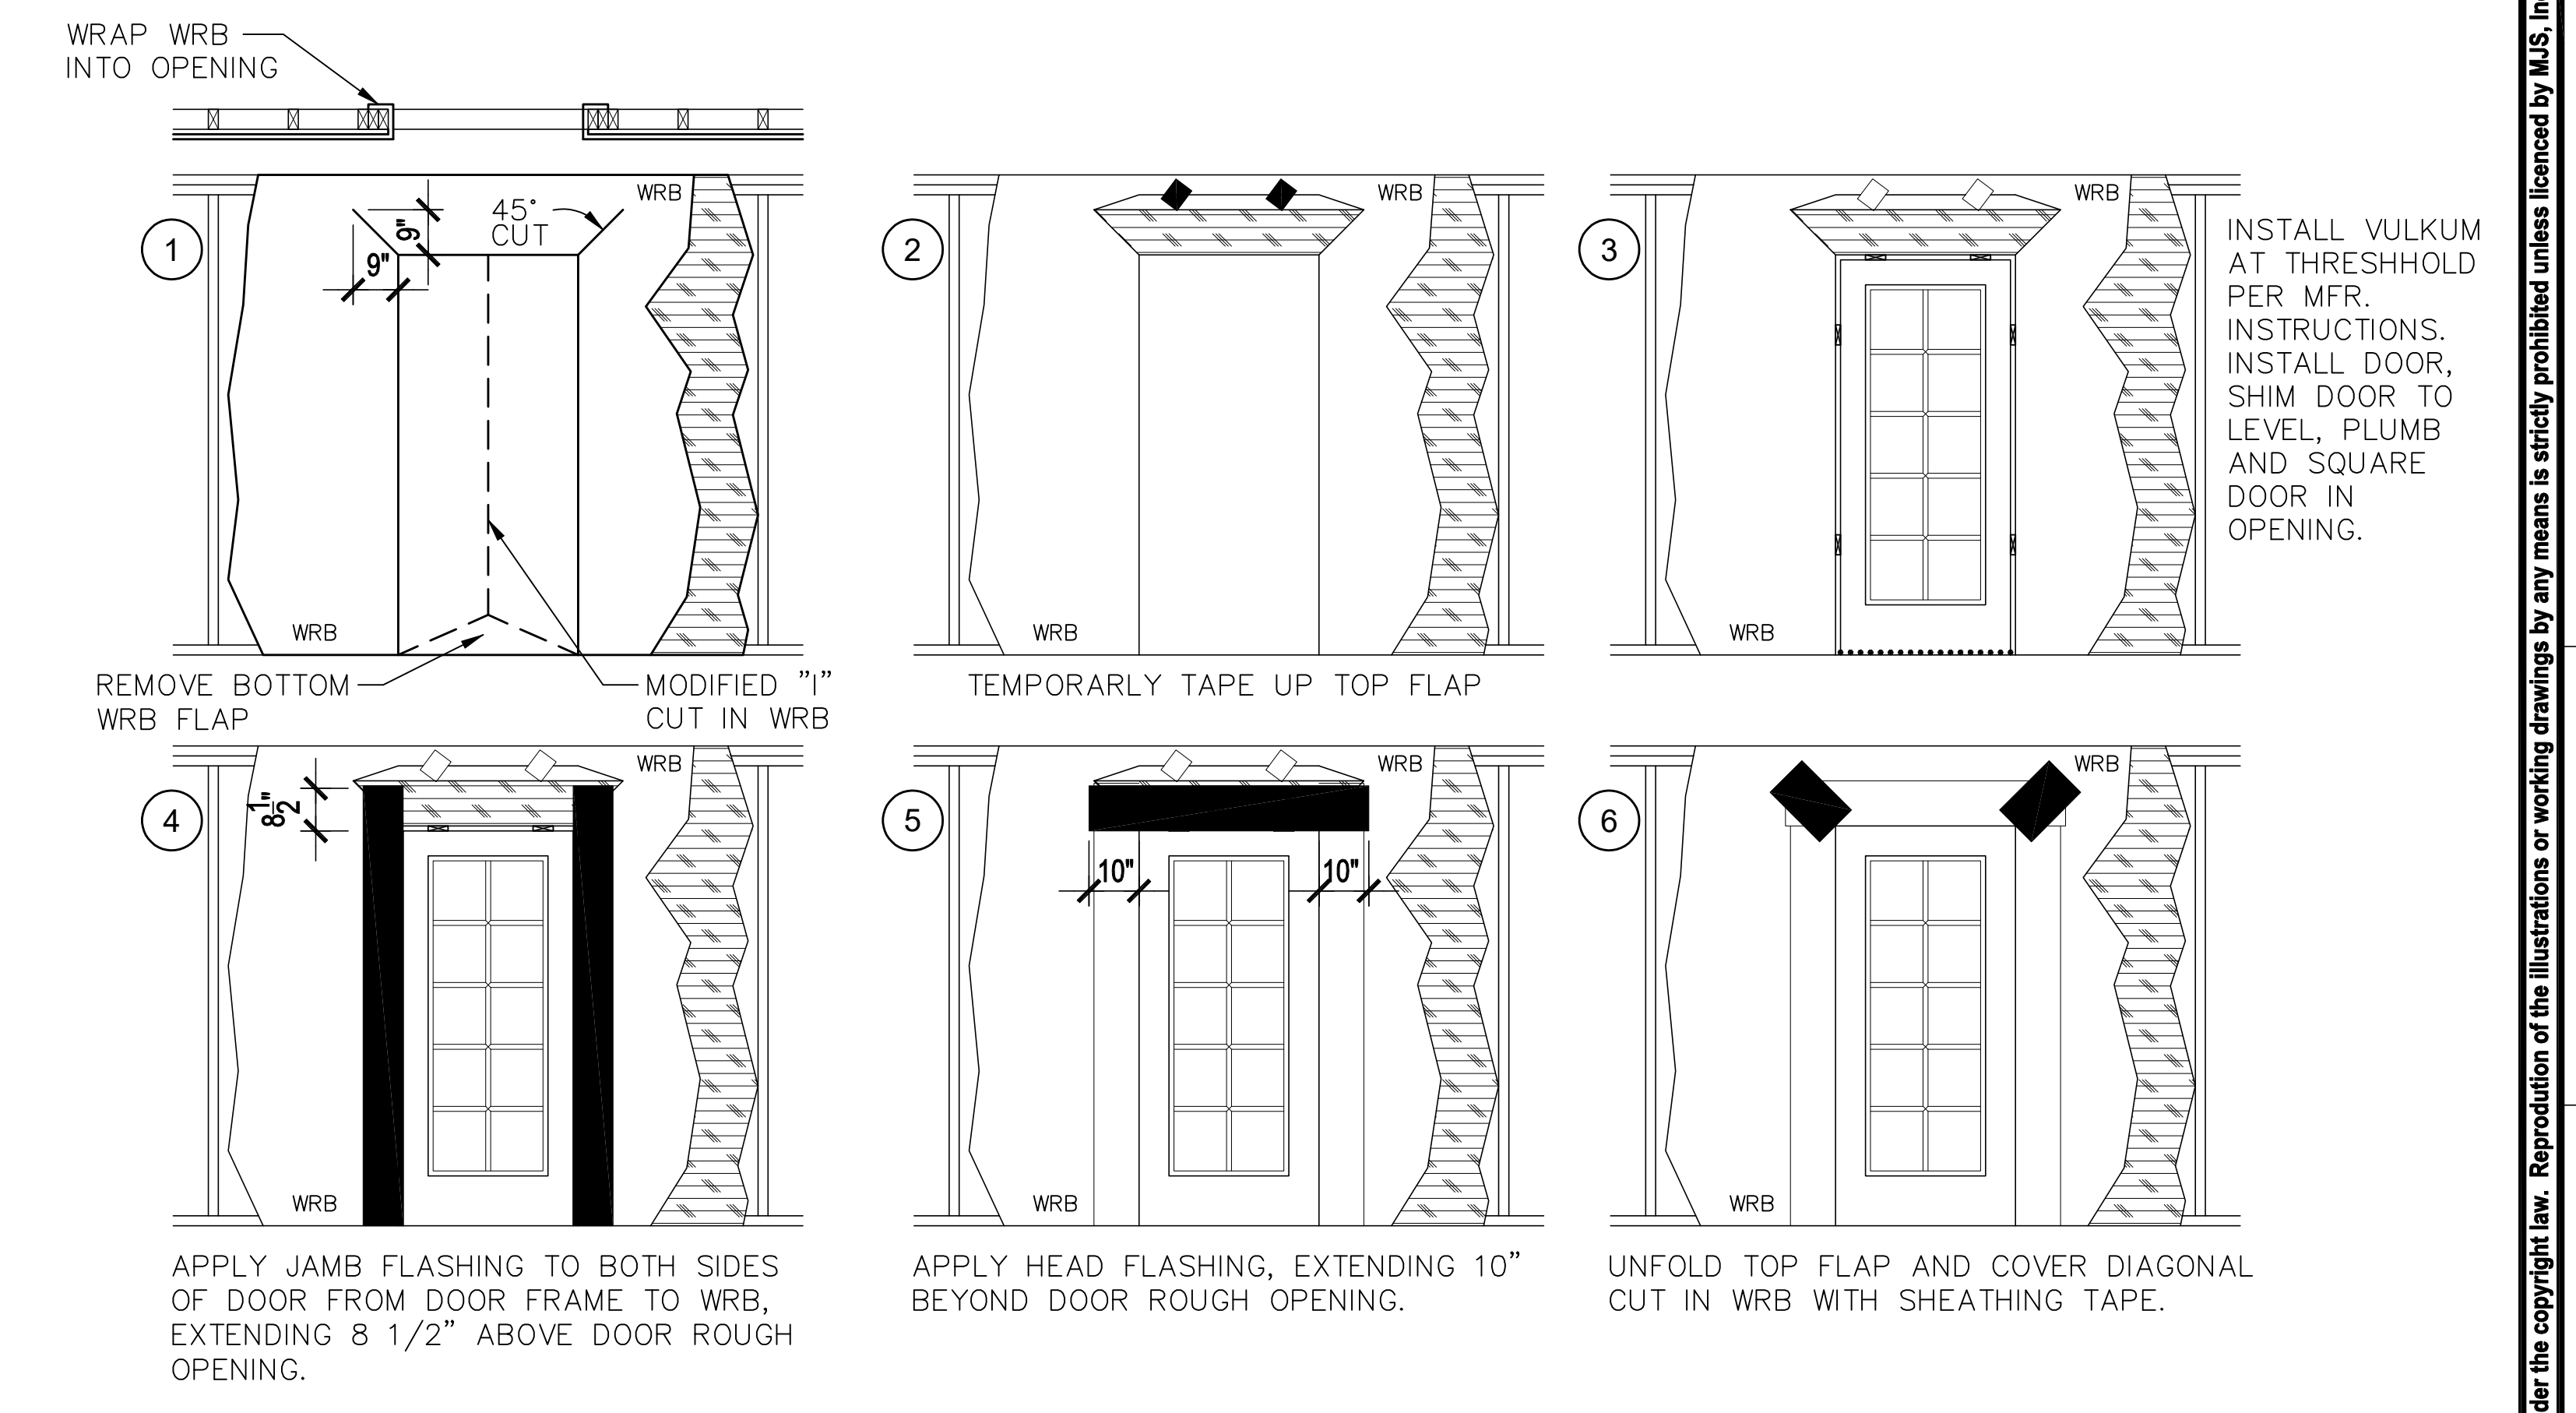 WRAP WRB
INTO OPENING
1
9"
9"
45°
CUT
WRB
WRB
REMOVE BOTTOM
WRB FLAP
MODIFIED "I"
CUT IN WRB
2
WRB
WRB
TEMPORARLY TAPE UP TOP FLAP
3
WRB
WRB
INSTALL VULKUM
AT THRESHHOLD
PER MFR.
INSTRUCTIONS.
INSTALL DOOR,
SHIM DOOR TO
LEVEL, PLUMB
AND SQUARE
DOOR IN
OPENING.
4
8 1/2"
WRB
WRB
APPLY JAMB FLASHING TO BOTH SIDES
OF DOOR FROM DOOR FRAME TO WRB,
EXTENDING 8 1/2" ABOVE DOOR ROUGH
OPENING.
5
WRB
10"
10"
WRB
APPLY HEAD FLASHING, EXTENDING 10"
BEYOND DOOR ROUGH OPENING.
6
WRB
WRB
UNFOLD TOP FLAP AND COVER DIAGONAL
CUT IN WRB WITH SHEATHING TAPE.
the copyright law. Reprodution of the illustrations or working drawings by any means is strictly prohibited unless licenced by MJS,